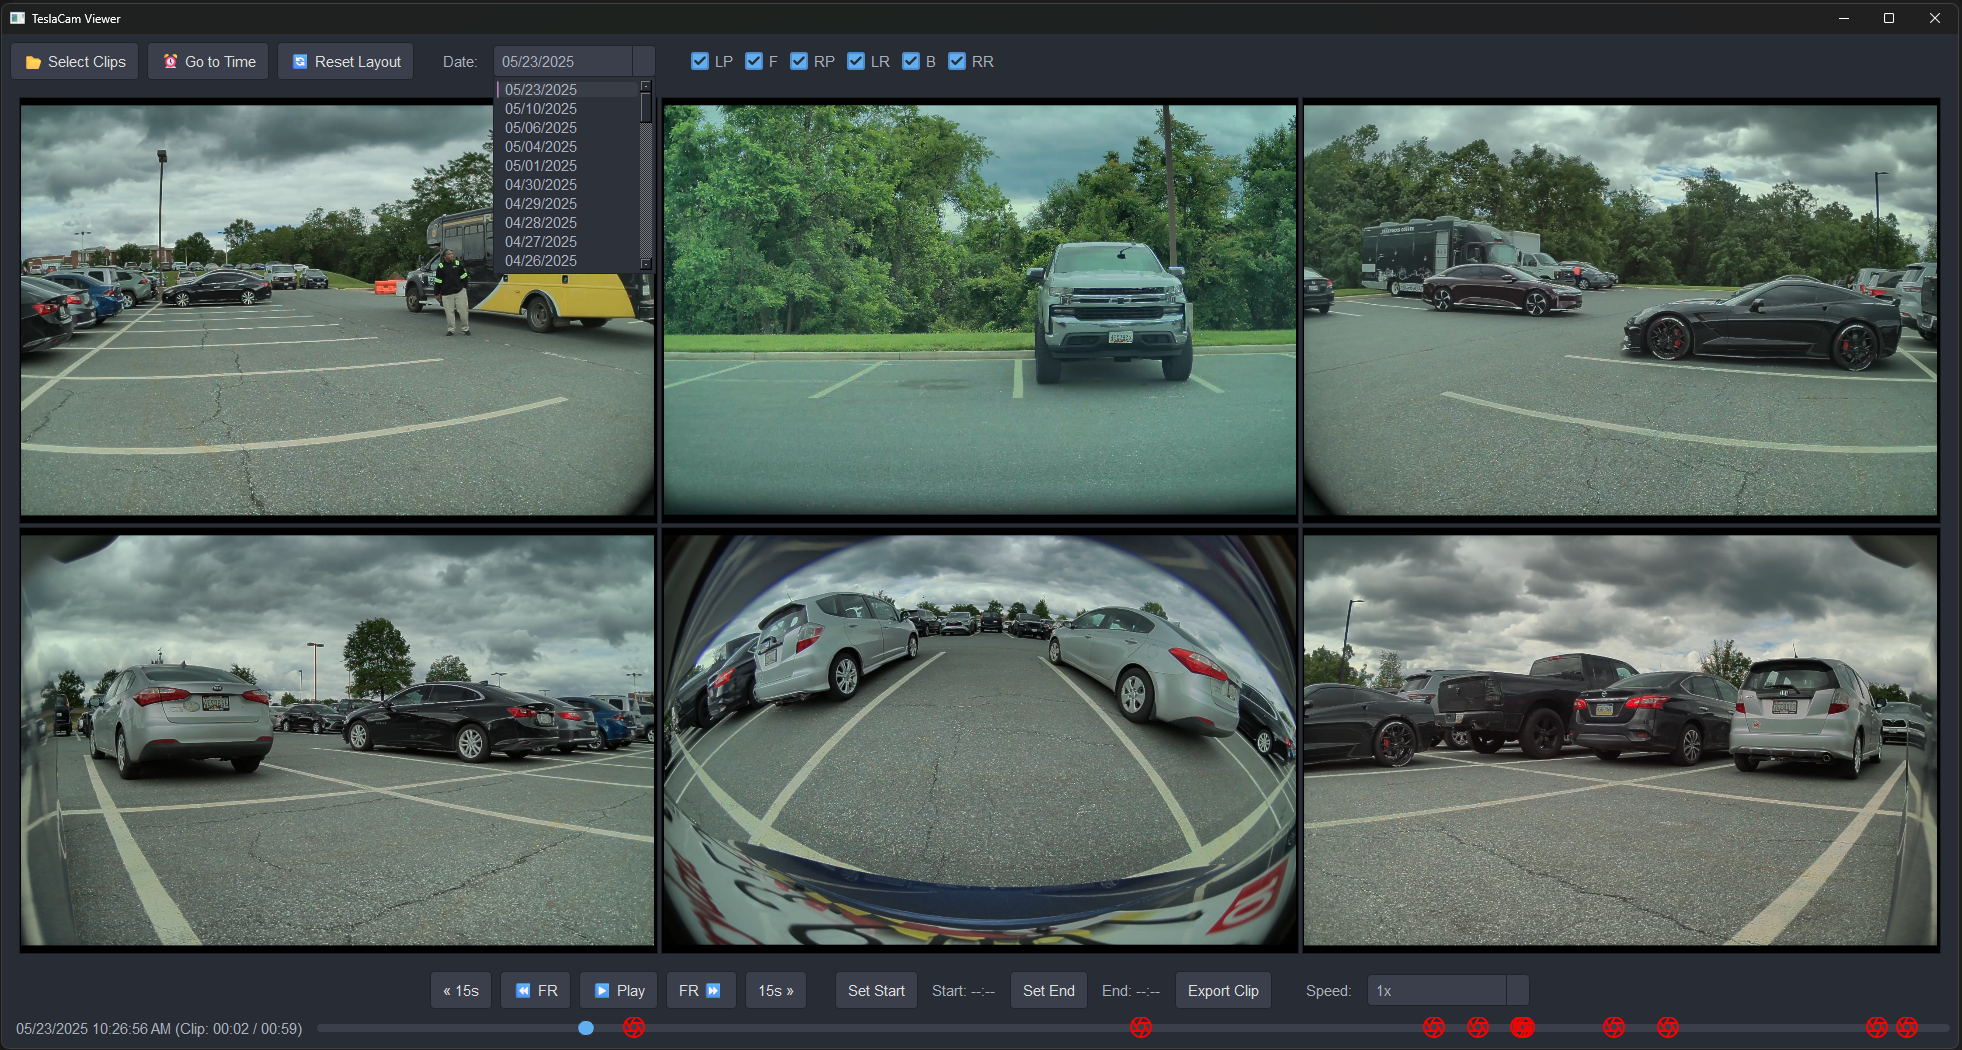 TeslaCam Viewer
Select Clips
Go to Time
Reset Layout
Date:
05/23/2025
LP
F
RP
LR
B
RR
05/23/2025
05/10/2025
05/06/2025
05/04/2025
05/01/2025
04/30/2025
04/29/2025
04/28/2025
04/27/2025
04/26/2025
« 15s
FR
Play
FR
15s »
Set Start
Start: --:--
Set End
End: --:--
Export Clip
Speed:
1x
05/23/2025 10:26:56 AM (Clip: 00:02 / 00:59)